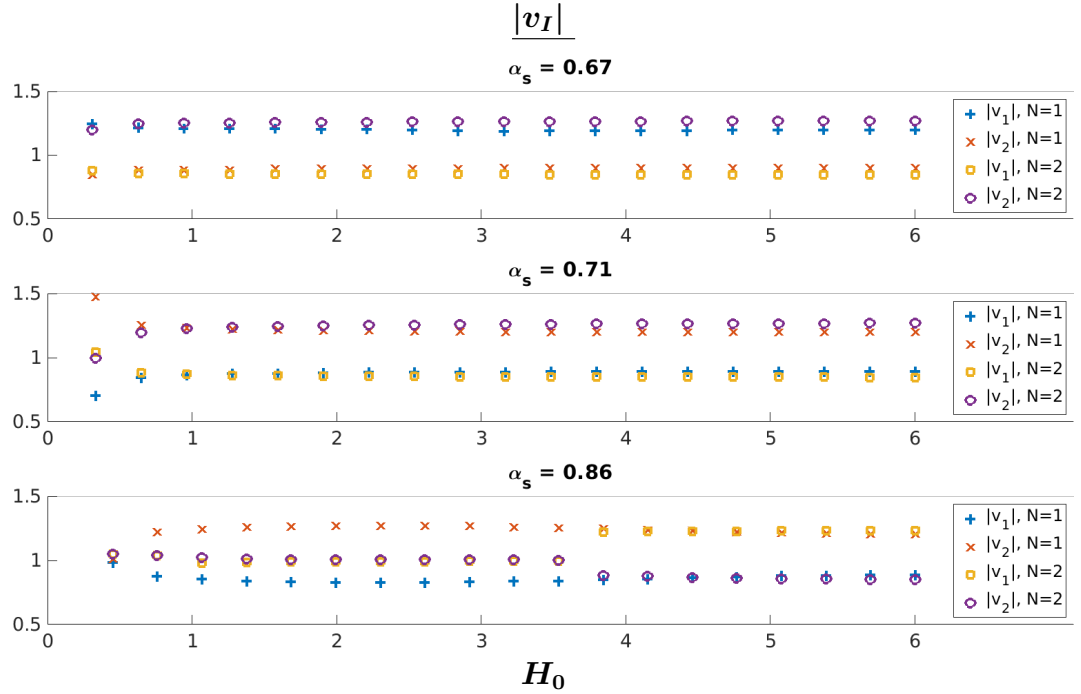 |v_I|
α_s = 0.67
1.5
1
0.5
0 1 2 3 4 5 6
|v_1|, N=1
|v_2|, N=1
|v_1|, N=2
|v_2|, N=2
α_s = 0.71
1.5
1
0.5
0 1 2 3 4 5 6
|v_1|, N=1
|v_2|, N=1
|v_1|, N=2
|v_2|, N=2
α_s = 0.86
1.5
1
0.5
0 1 2 3 4 5 6
|v_1|, N=1
|v_2|, N=1
|v_1|, N=2
|v_2|, N=2
H_0